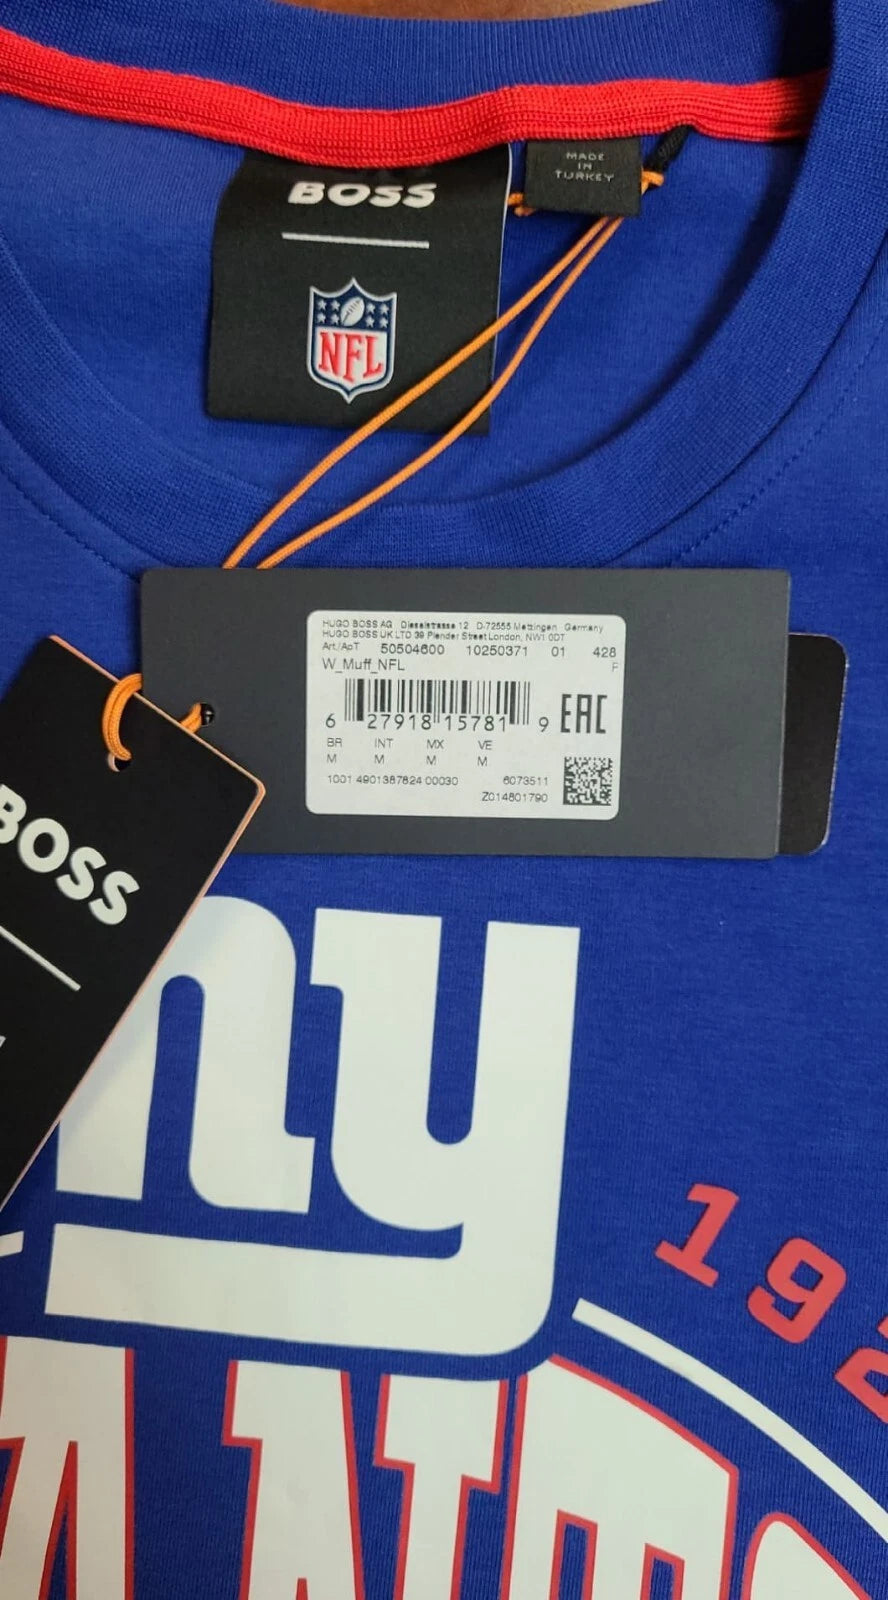 BOSS
NFL
MADE
IN
TURKEY
HUGO BOSS AG Dieselstrasse 12 D-72555 Metzingen Germany
HUGO BOSS UK LTD 39 Plender Street London, NW1 0DT
Art/ApT 50504600 10250371 01 428
W_Muff_NFL F
6 27918 15781 9 EAC
BR INT MX VE
M M M M
1001 4901387824 00030 6073511
Z014801790
BOSS
ny
192